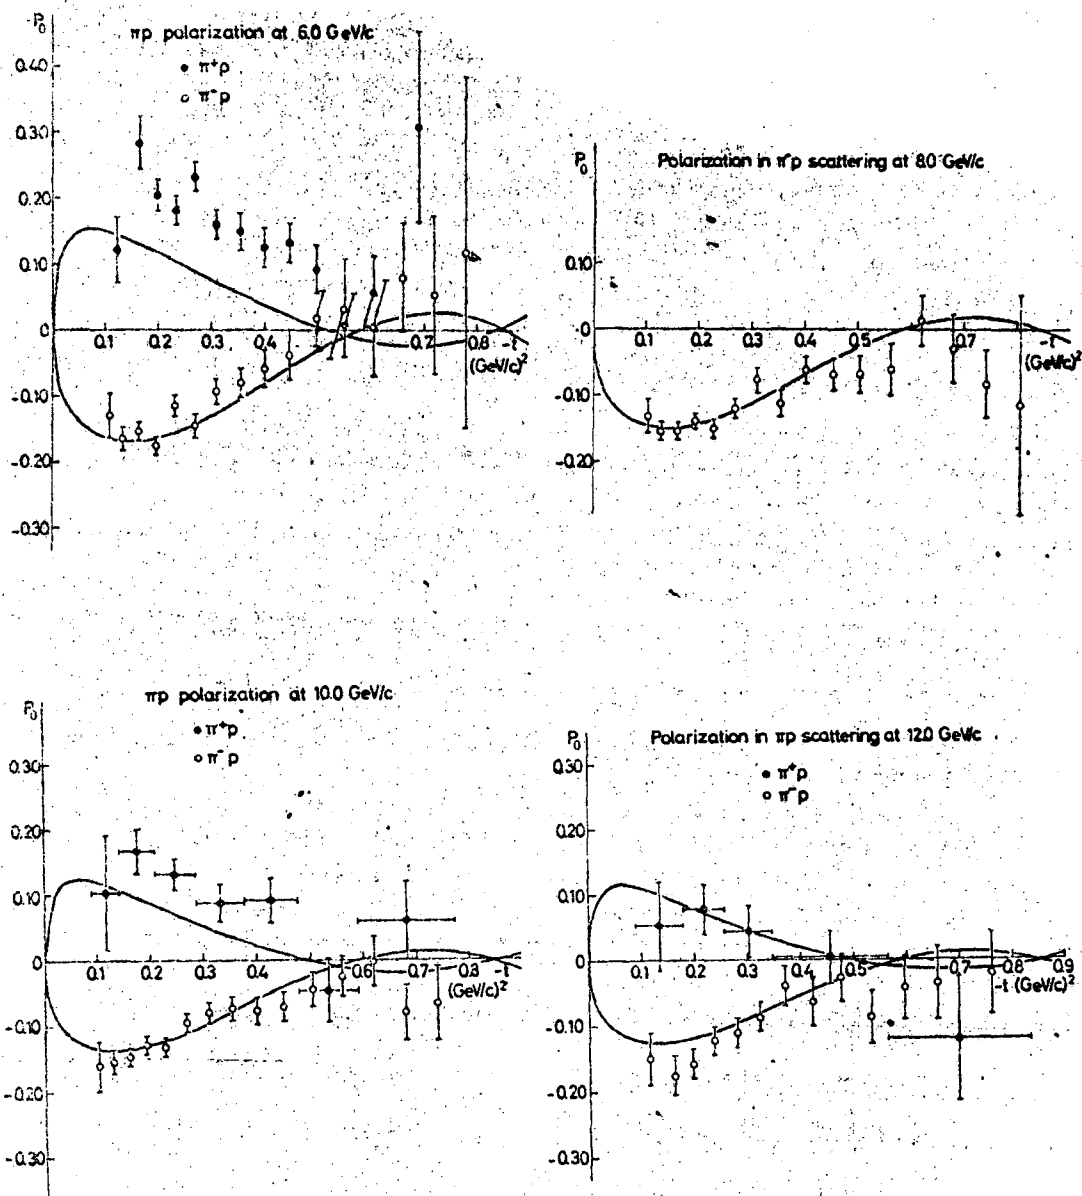 P₀
πp polarization at 6.0 GeV/c
π⁺p
π⁻p
0.40
0.30
0.20
0.10
0
-0.10
-0.20
-0.30
0.1 0.2 0.3 0.4 0.7 0.8 -t
(GeV/c)²
P₀
Polarization in π⁻p scattering at 8.0 GeV/c
0.10
-0
-0.10
-0.20
0.1 0.2 0.3 0.4 0.5 0.7 -t
(GeV/c)²
P₀
πp polarization at 10.0 GeV/c
π⁺p
π⁻p
0.30
0.20
0.10
0
-0.10
-0.20
-0.30
0.1 0.2 0.3 0.4 0.7 0.8 -t
(GeV/c)²
P₀
Polarization in πp scattering at 12.0 GeV/c
π⁺p
π⁻p
0.30
0.20
0.10
0
-0.10
-0.20
-0.30
0.1 0.2 0.3 0.4 0.5 0.7 0.8 0.9
-t (GeV/c)²